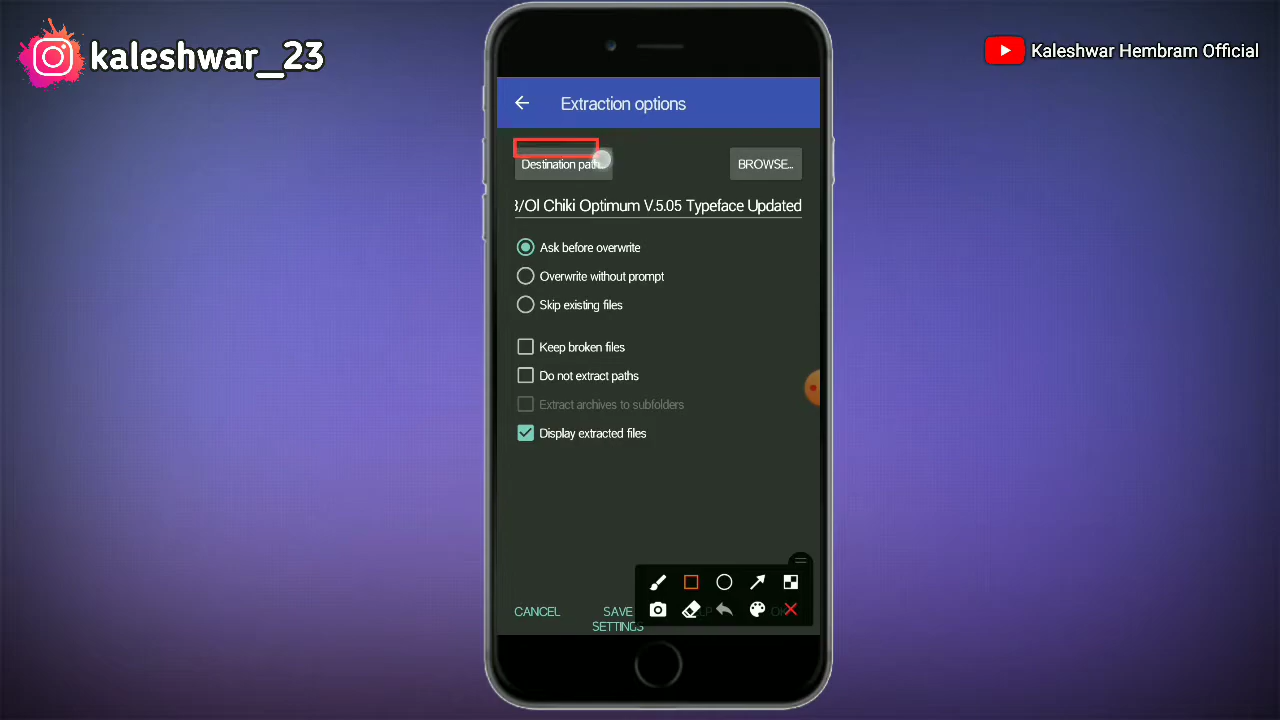 kaleshwar_23
Kaleshwar Hembram Official
Extraction options
Destination path
BROWSE...
3/Ol Chiki Optimum V.5.05 Typeface Updated
Ask before overwrite
Overwrite without prompt
Skip existing files
Keep broken files
Do not extract paths
Extract archives to subfolders
Display extracted files
CANCEL
SAVE
SETTINGS